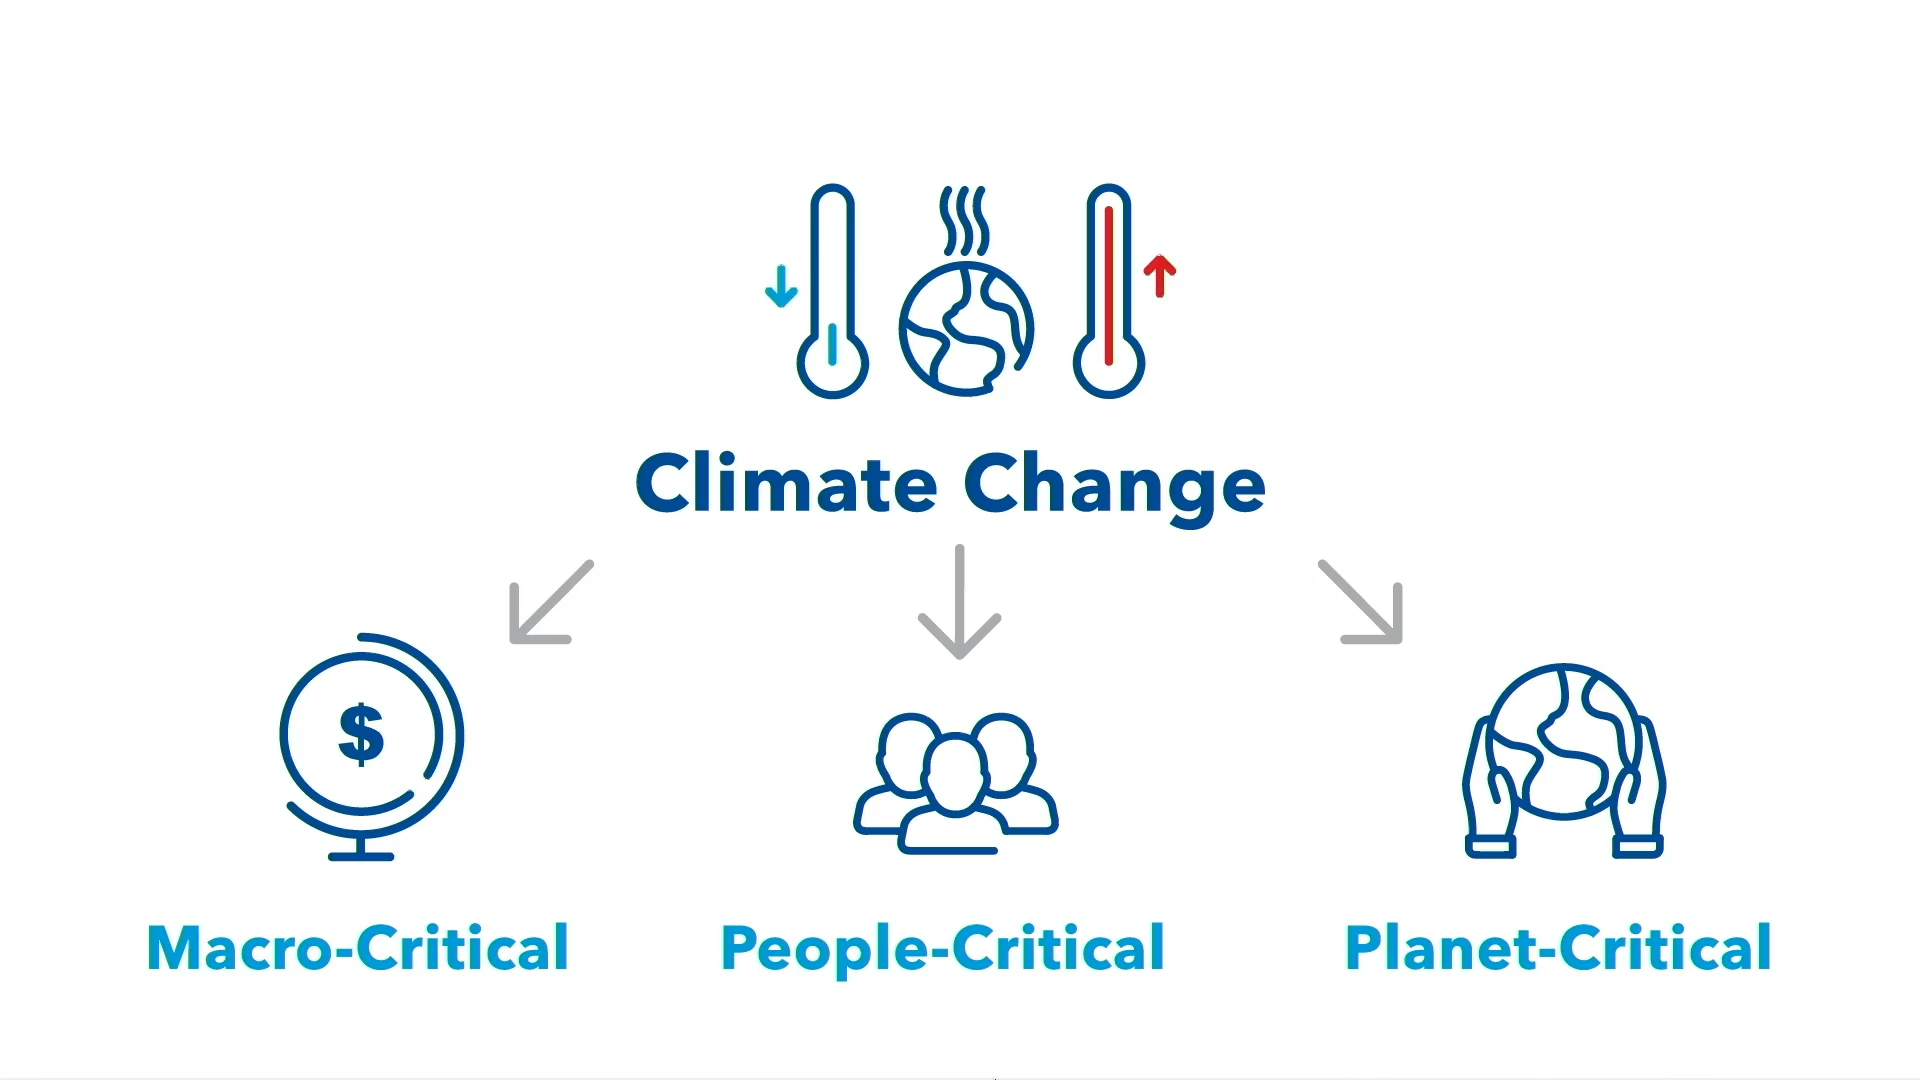 Climate Change
$
Macro-Critical
People-Critical
Planet-Critical